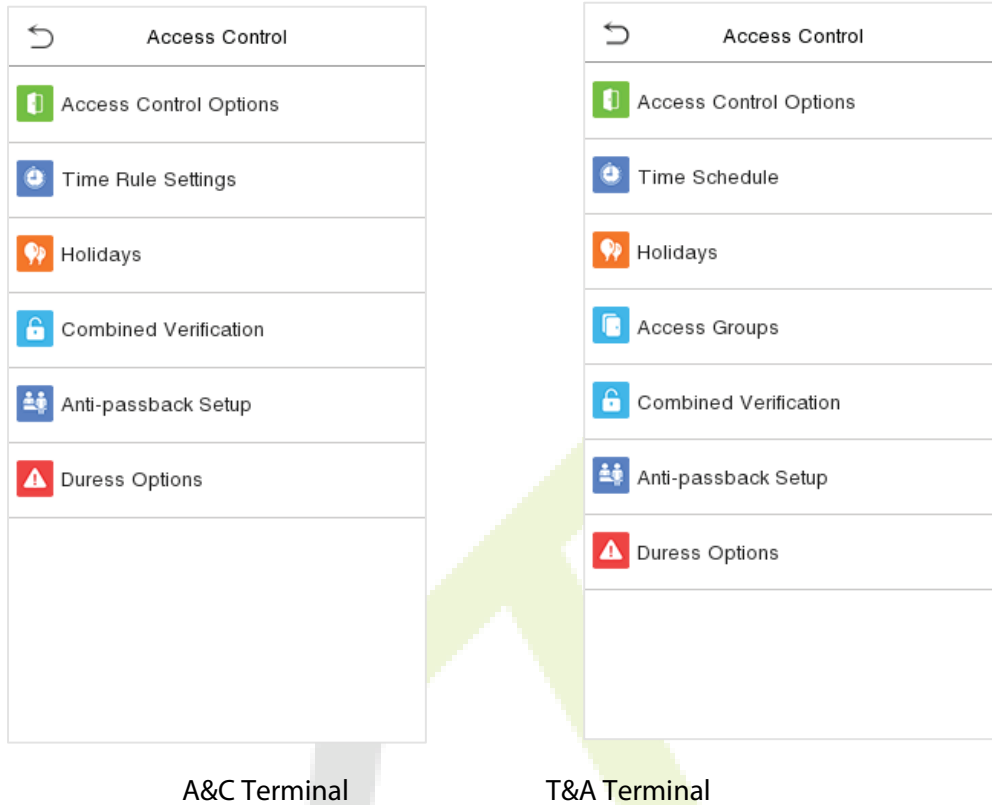 Access Control
Access Control Options
Time Rule Settings
Holidays
Combined Verification
Anti-passback Setup
Duress Options
A&C Terminal
Access Control
Access Control Options
Time Schedule
Holidays
Access Groups
Combined Verification
Anti-passback Setup
Duress Options
T&A Terminal